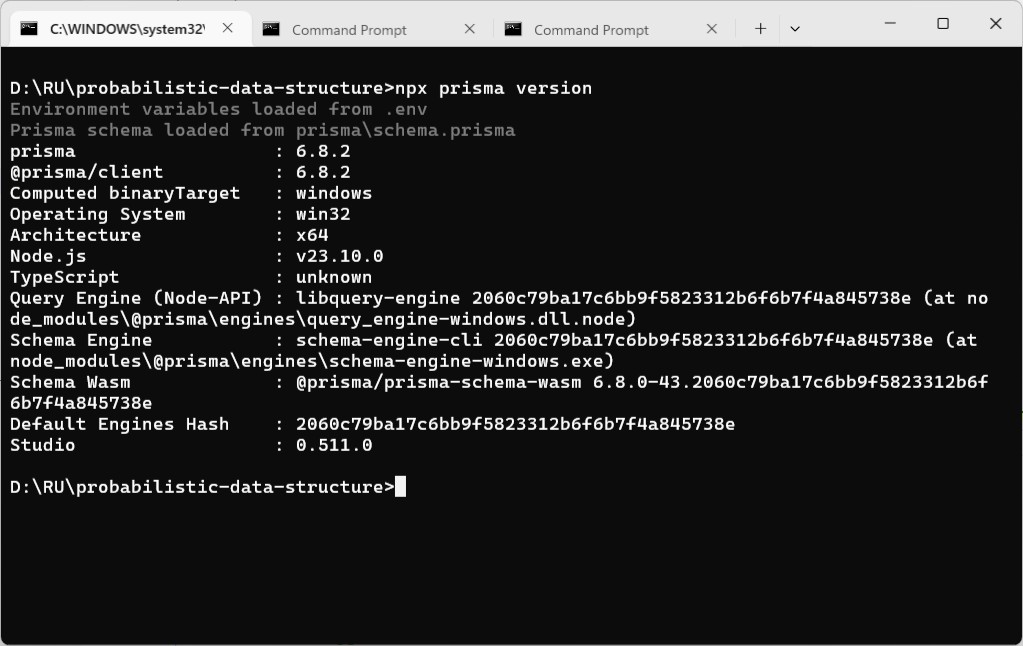 C:\WINDOWS\system32\
Command Prompt
Command Prompt
D:\RU\probabilistic-data-structure>npx prisma version
Environment variables loaded from .env
Prisma schema loaded from prisma\schema.prisma
prisma : 6.8.2
@prisma/client : 6.8.2
Computed binaryTarget : windows
Operating System : win32
Architecture : x64
Node.js : v23.10.0
TypeScript : unknown
Query Engine (Node-API) : libquery-engine 2060c79ba17c6bb9f5823312b6f6b7f4a845738e (at no
de_modules\@prisma\engines\query_engine-windows.dll.node)
Schema Engine : schema-engine-cli 2060c79ba17c6bb9f5823312b6f6b7f4a845738e (at
node_modules\@prisma\engines\schema-engine-windows.exe)
Schema Wasm : @prisma/prisma-schema-wasm 6.8.0-43.2060c79ba17c6bb9f5823312b6f
6b7f4a845738e
Default Engines Hash : 2060c79ba17c6bb9f5823312b6f6b7f4a845738e
Studio : 0.511.0
D:\RU\probabilistic-data-structure>